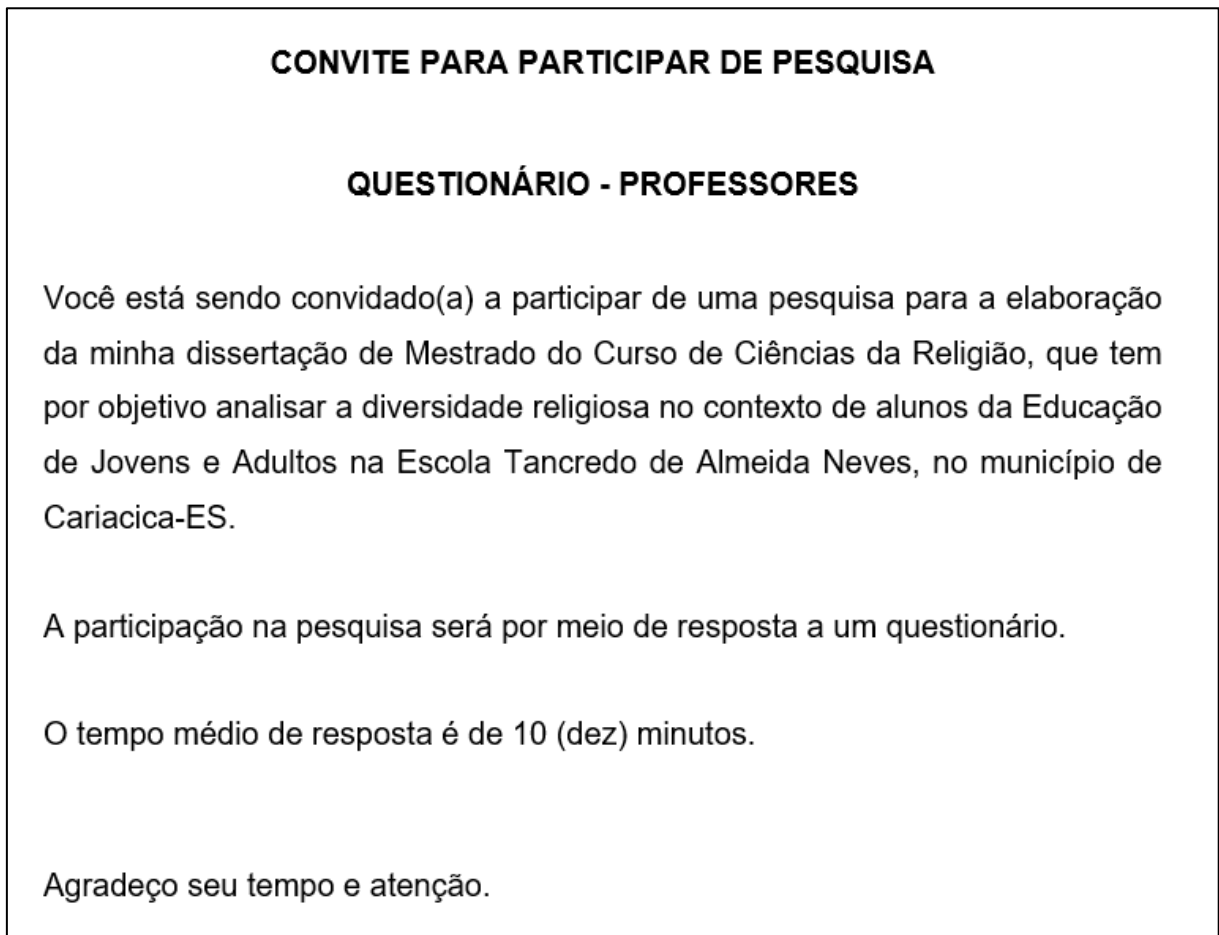 CONVITE PARA PARTICIPAR DE PESQUISA
QUESTIONÁRIO - PROFESSORES
Você está sendo convidado(a) a participar de uma pesquisa para a elaboração
da minha dissertação de Mestrado do Curso de Ciências da Religião, que tem
por objetivo analisar a diversidade religiosa no contexto de alunos da Educação
de Jovens e Adultos na Escola Tancredo de Almeida Neves, no município de
Cariacica-ES.
A participação na pesquisa será por meio de resposta a um questionário.
O tempo médio de resposta é de 10 (dez) minutos.
Agradeço seu tempo e atenção.